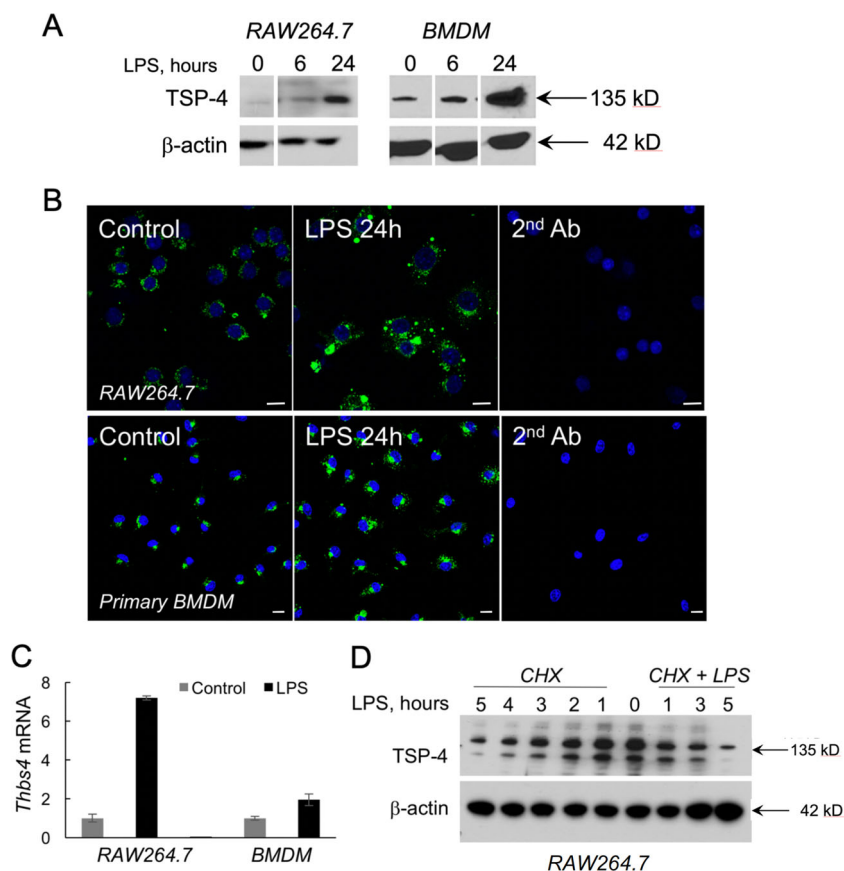 A
RAW264.7 BMDM
LPS, hours 0 6 24 0 6 24
TSP-4 135 kD
β-actin 42 kD
B
Control LPS 24h 2nd Ab
RAW264.7
Control LPS 24h 2nd Ab
Primary BMDM
C
Control LPS
Thbs4 mRNA
8
6
4
2
0
RAW264.7 BMDM
D
CHX CHX + LPS
LPS, hours 5 4 3 2 1 0 1 3 5
TSP-4 135 kD
β-actin 42 kD
RAW264.7